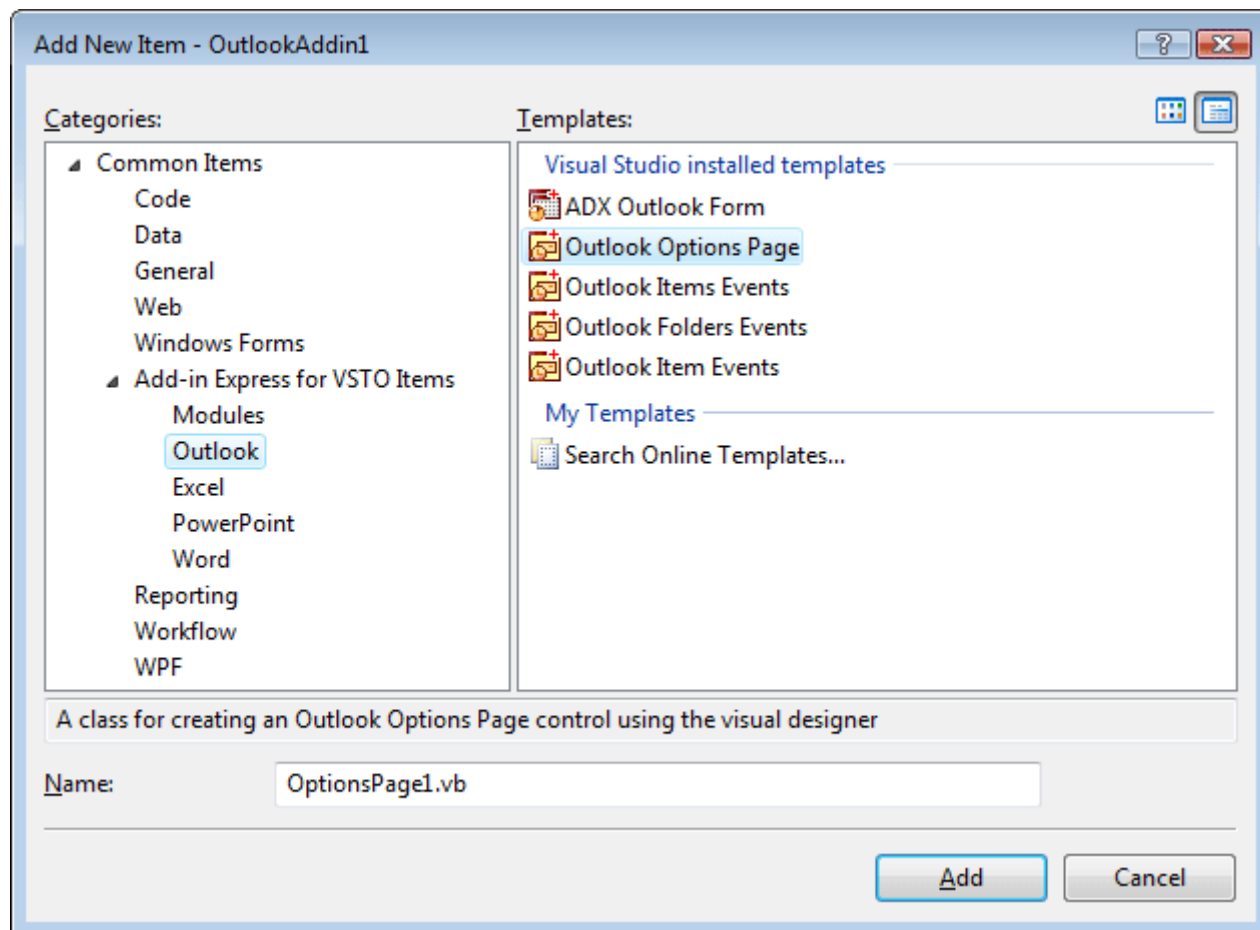 Add New Item - OutlookAddin1
Categories:
Common Items
Code
Data
General
Web
Windows Forms
Add-in Express for VSTO Items
Modules
Outlook
Excel
PowerPoint
Word
Reporting
Workflow
WPF
Templates:
Visual Studio installed templates
ADX Outlook Form
Outlook Options Page
Outlook Items Events
Outlook Folders Events
Outlook Item Events
My Templates
Search Online Templates...
A class for creating an Outlook Options Page control using the visual designer
Name:
OptionsPage1.vb
Add
Cancel